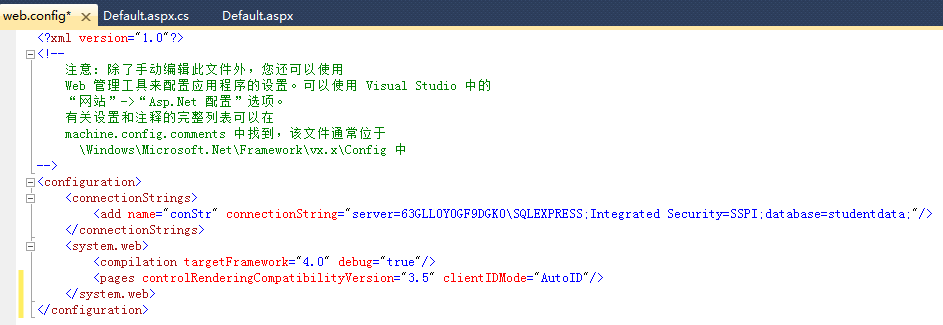 web.config* × Default.aspx.cs Default.aspx
<?xml version="1.0"?>
<!--
注意: 除了手动编辑此文件外，您还可以使用
Web 管理工具来配置应用程序的设置。可以使用 Visual Studio 中的
“网站”->“Asp.Net 配置”选项。
有关设置和注释的完整列表可以在
machine.config.comments 中找到，该文件通常位于
\Windows\Microsoft.Net\Framework\vx.x\Config 中
-->
<configuration>
<connectionStrings>
<add name="conStr" connectionString="server=63GLL0Y0GF9DGK0\SQLEXPRESS;Integrated Security=SSPI;database=studentdata;"/>
</connectionStrings>
<system.web>
<compilation targetFramework="4.0" debug="true"/>
<pages controlRenderingCompatibilityVersion="3.5" clientIDMode="AutoID"/>
</system.web>
</configuration>